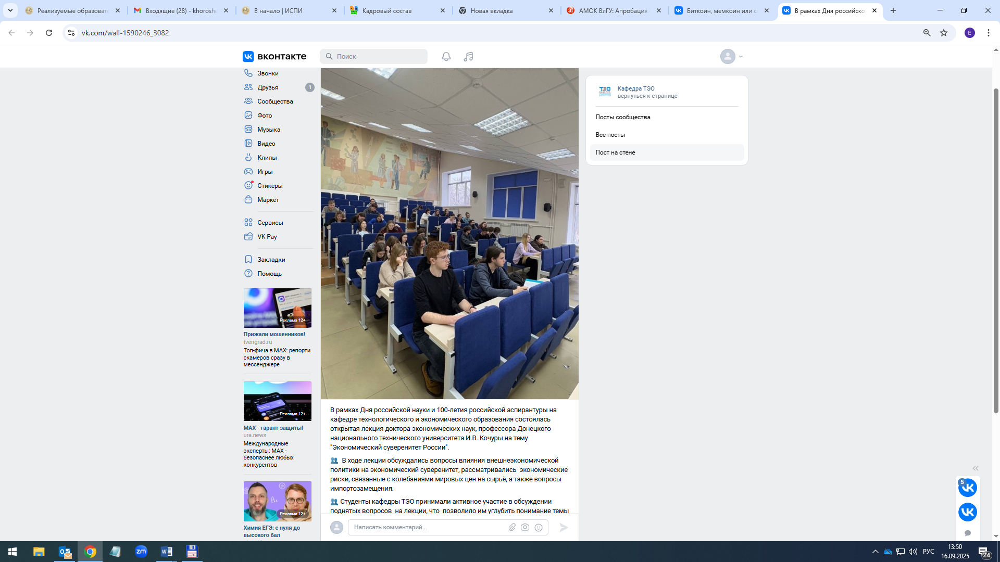 Реализуемые образоват
Входящие (28) - khoroshe
В начало | ИСПИ
Кадровый состав
Новая вкладка
АМОК ВлГУ: Апробация
Биткоин, мемкоин или с
В рамках Дня российско
vk.com/wall-1590246_3082
E
вконтакте
Поиск
Звонки
Друзья
1
Сообщества
Фото
Музыка
Видео
Клипы
Игры
Стикеры
Маркет
Сервисы
VK Pay
Закладки
Помощь
Реклама 12+
Прижали мошенников!
tverigrad.ru
Топ-фича в MAX: репорти
скамеров сразу в
мессенджере
Реклама 12+
MAX - гарант защиты!
ura.news
Международные
эксперты: MAX -
безопаснее любых
конкурентов
Реклама 12+
Химия ЕГЭ: с нуля до
высокого бал
В рамках Дня российской науки и 100-летия российской аспирантуры на
кафедре технологического и экономического образования состоялась
открытая лекция доктора экономических наук, профессора Донецкого
национального технического университета И.В. Кочуры на тему
"Экономический суверенитет России".
В ходе лекции обсуждались вопросы влияния внешнеэкономической
политики на экономический суверенитет, рассматривались экономические
риски, связанные с колебаниями мировых цен на сырьё, а также вопросы
импортозамещения.
Студенты кафедры ТЭО принимали активное участие в обсуждении
поднятых вопросов на лекции, что позволило им углубить понимание темы
Написать комментарий...
ТЭО
Кафедра ТЭО
вернуться к странице
Посты сообщества
Все посты
Пост на стене
5
zm
РУС
13:50
16.09.2025
24